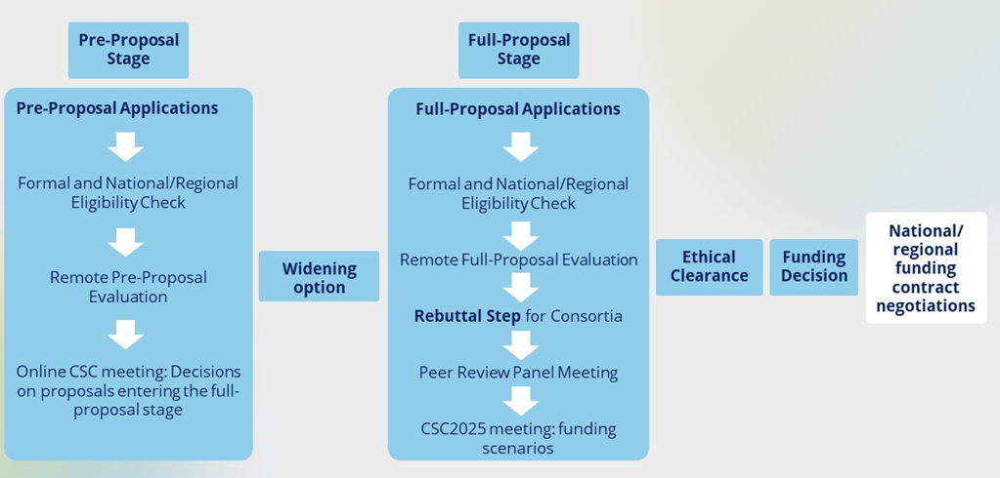 Pre-Proposal
Stage
Pre-Proposal Applications
Formal and National/Regional
Eligibility Check
Remote Pre-Proposal
Evaluation
Online CSC meeting: Decisions
on proposals entering the full-
proposal stage
Widening
option
Full-Proposal
Stage
Full-Proposal Applications
Formal and National/Regional
Eligibility Check
Remote Full-Proposal Evaluation
Rebuttal Step for Consortia
Peer Review Panel Meeting
CSC2025 meeting: funding
scenarios
Ethical
Clearance
Funding
Decision
National/
regional
funding
contract
negotiations